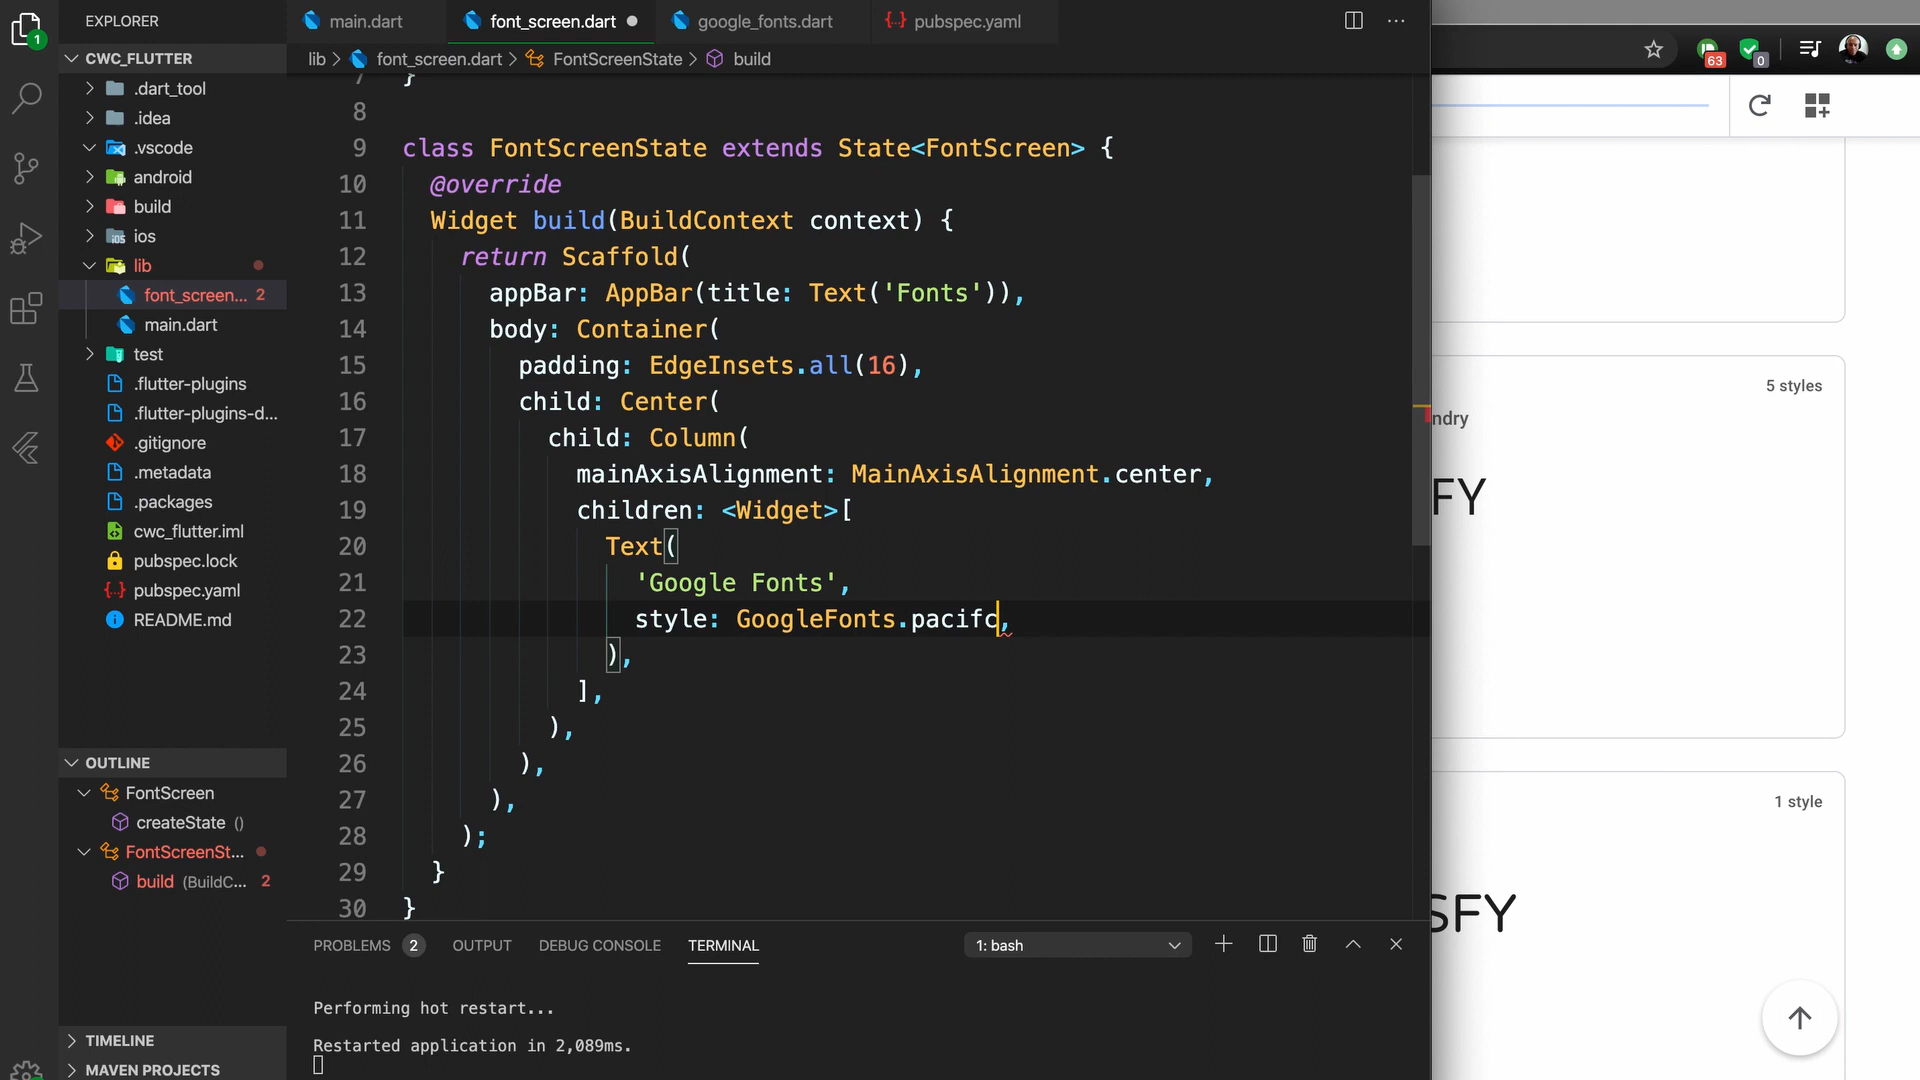 EXPLORER
main.dart
font_screen.dart
google_fonts.dart
pubspec.yaml
CWC_FLUTTER
lib > font_screen.dart > FontScreenState > build
1
63
0
.dart_tool
.idea
.vscode
android
build
ios
lib
font_screen... 2
main.dart
test
.flutter-plugins
.flutter-plugins-d...
.gitignore
.metadata
.packages
cwc_flutter.iml
pubspec.lock
pubspec.yaml
README.md
OUTLINE
FontScreen
createState ()
FontScreenSt...
build (BuildC... 2
TIMELINE
MAVEN PROJECTS
7 }
8
9 class FontScreenState extends State<FontScreen> {
10 @override
11 Widget build(BuildContext context) {
12 return Scaffold(
13 appBar: AppBar(title: Text('Fonts')),
14 body: Container(
15 padding: EdgeInsets.all(16),
16 child: Center(
17 child: Column(
18 mainAxisAlignment: MainAxisAlignment.center,
19 children: <Widget>[
20 Text(
21 'Google Fonts',
22 style: GoogleFonts.pacifc,
23 ),
24 ],
25 ),
26 ),
27 ),
28 );
29 }
30 }
PROBLEMS 2 OUTPUT DEBUG CONSOLE TERMINAL
1: bash
Performing hot restart...
Restarted application in 2,089ms.
5 styles
ndry
FY
1 style
SFY